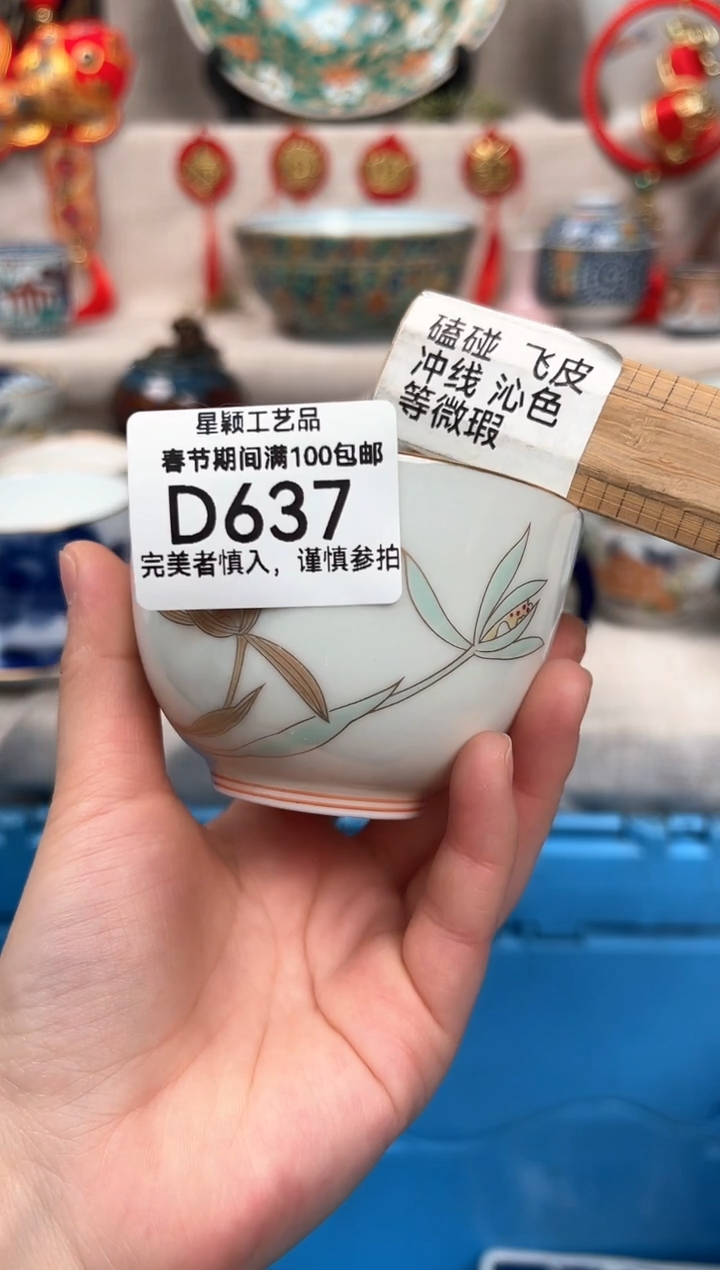 磕碰 飞皮
冲线 沁色
等微瑕
星颖工艺品
春节期间满100包邮
D637
完美者慎入，谨慎参拍